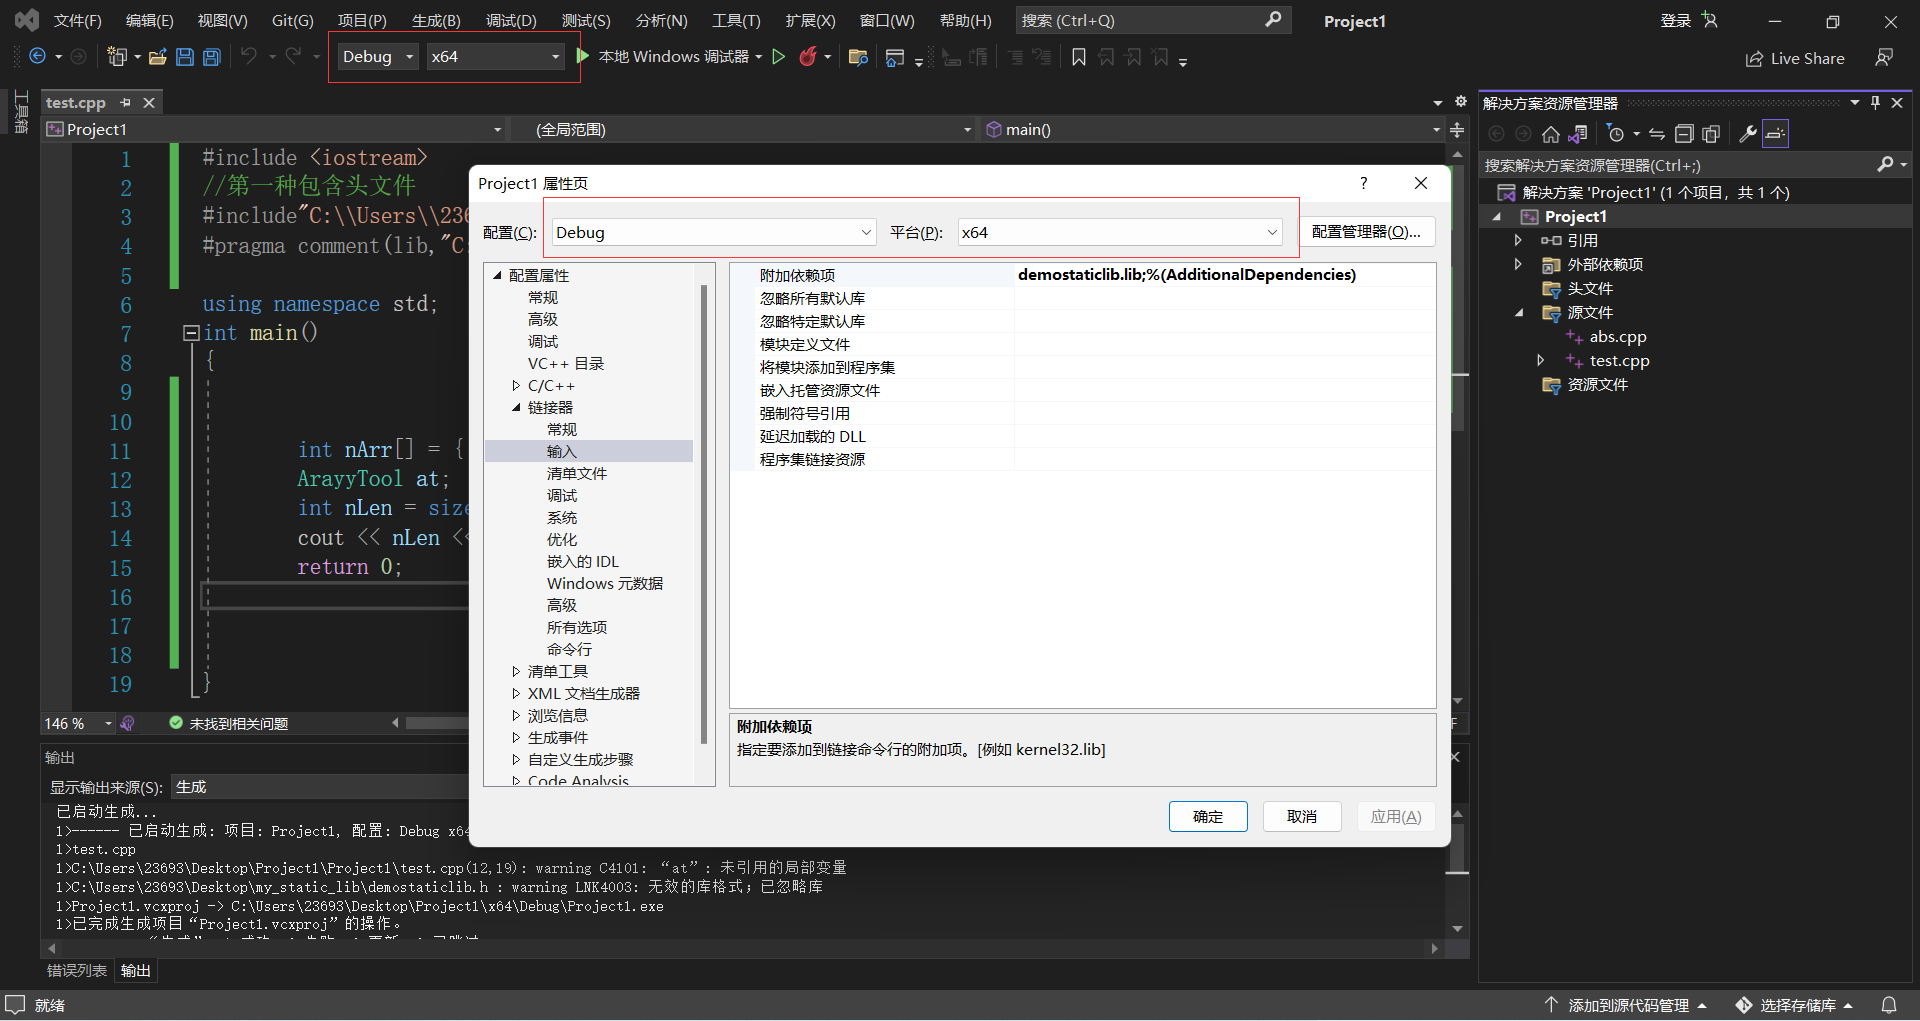 文件(F) 编辑(E) 视图(V) Git(G) 项目(P) 生成(B) 调试(D) 测试(S) 分析(N) 工具(T) 扩展(X) 窗口(W) 帮助(H) 搜索 (Ctrl+Q) Project1 登录
Debug x64 本地 Windows 调试器 Live Share
工具箱
test.cpp
Project1 (全局范围) main()
1 #include <iostream>
2 //第一种包含头文件
3 #include"C:\\Users\\236
4 #pragma comment(lib,"C:
5
6 using namespace std;
7 int main()
8 {
9
10
11 int nArr[] = {
12 ArayyTool at;
13 int nLen = size
14 cout << nLen <<
15 return 0;
16
17
18
19 }
146 % 未找到相关问题
Project1 属性页 ?
配置(C): Debug 平台(P): x64 配置管理器(O)...
配置属性
常规
高级
调试
VC++ 目录
C/C++
链接器
常规
输入
清单文件
调试
系统
优化
嵌入的 IDL
Windows 元数据
高级
所有选项
命令行
清单工具
XML 文档生成器
浏览信息
生成事件
自定义生成步骤
Code Analysis
附加依赖项 demostaticlib.lib;%(AdditionalDependencies)
忽略所有默认库
忽略特定默认库
模块定义文件
将模块添加到程序集
嵌入托管资源文件
强制符号引用
延迟加载的 DLL
程序集链接资源
附加依赖项
指定要添加到链接命令行的附加项。[例如 kernel32.lib]
确定 取消 应用(A)
解决方案资源管理器
搜索解决方案资源管理器(Ctrl+;)
解决方案 'Project1' (1 个项目，共 1 个)
Project1
引用
外部依赖项
头文件
源文件
abs.cpp
test.cpp
资源文件
输出
显示输出来源(S): 生成
已启动生成...
1>------ 已启动生成: 项目: Project1, 配置: Debug x64
1>test.cpp
1>C:\Users\23693\Desktop\Project1\Project1\test.cpp(12,19): warning C4101: “at”: 未引用的局部变量
1>C:\Users\23693\Desktop\my_static_lib\demostaticlib.h : warning LNK4003: 无效的库格式；已忽略库
1>Project1.vcxproj -> C:\Users\23693\Desktop\Project1\x64\Debug\Project1.exe
1>已完成生成项目“Project1.vcxproj”的操作。
错误列表 输出
就绪 添加到源代码管理 选择存储库